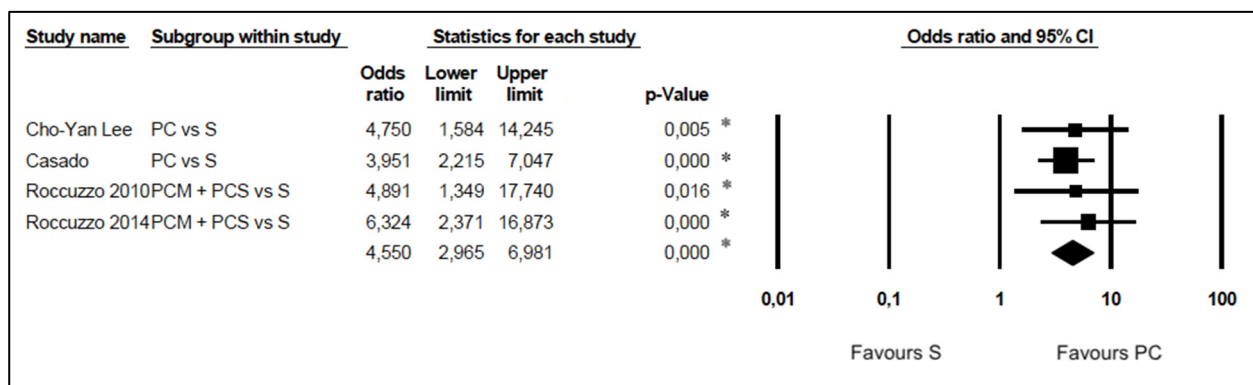 Study name Subgroup within study Statistics for each study Odds ratio and 95% CI
Odds Lower Upper
ratio limit limit p-Value
Cho-Yan Lee PC vs S 4,750 1,584 14,245 0,005 *
Casado PC vs S 3,951 2,215 7,047 0,000 *
Roccuzzo 2010 PCM + PCS vs S 4,891 1,349 17,740 0,016 *
Roccuzzo 2014 PCM + PCS vs S 6,324 2,371 16,873 0,000 *
4,550 2,965 6,981 0,000 *
0,01 0,1 1 10 100
Favours S Favours PC